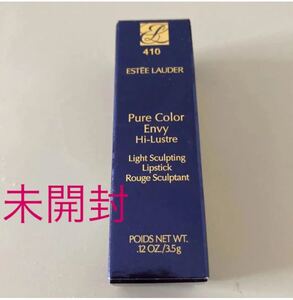 410
ESTĒE LAUDER
Pure Color
Envy
Hi-Lustre
Light Sculpting
Lipstick
Rouge Sculptant
未開封
POIDS NET WT.
.12 OZ./3.5g